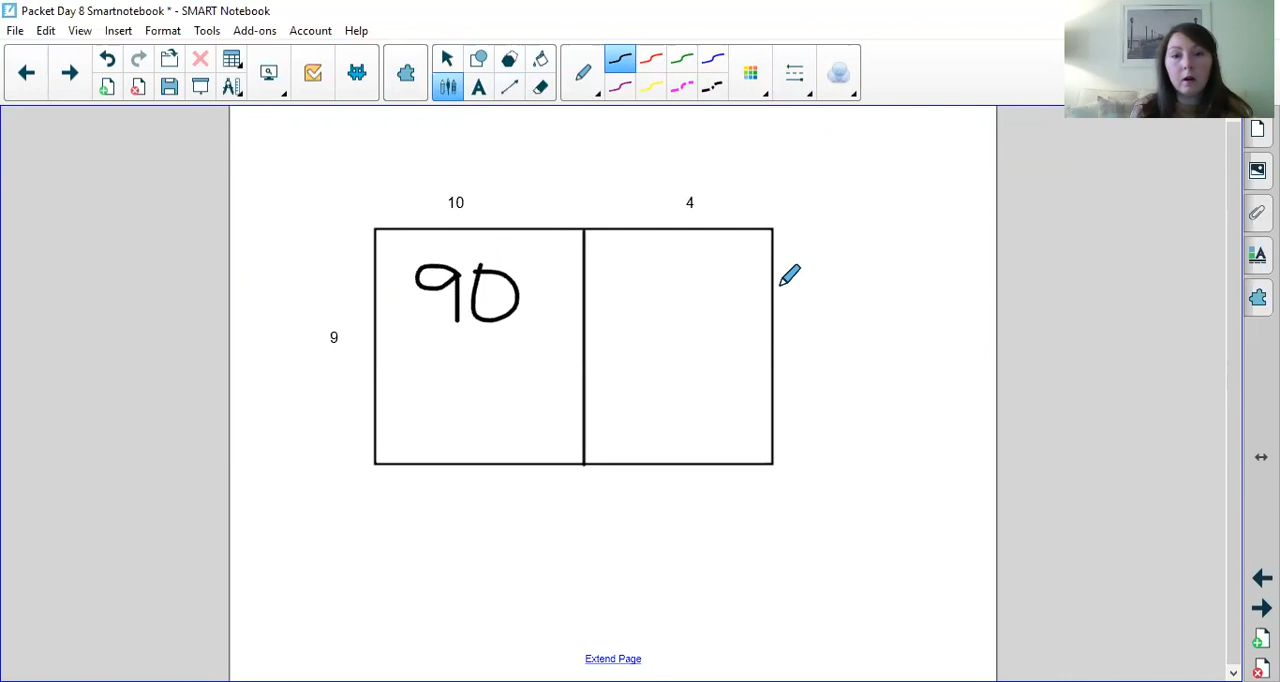 Packet Day 8 Smartnotebook * - SMART Notebook
File Edit View Insert Format Tools Add-ons Account Help
10 4
90
9
Extend Page